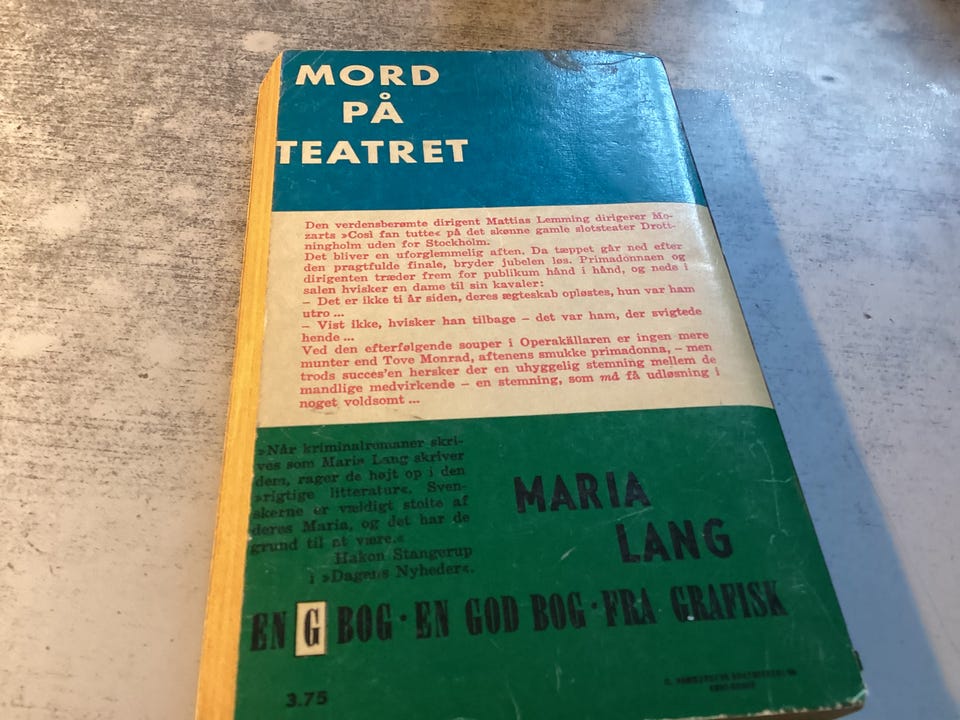 MORD
PÅ
TEATRET
Den verdensberømte dirigent Mattias Lemming dirigerer Mo-
zarts »Così fan tutte« på det skønne gamle slotsteater Drott-
ningholm uden for Stockholm.
Det bliver en uforglemmelig aften. Da tæppet går ned efter
den pragtfulde finale, bryder jubelen løs. Primadonnaen og
dirigenten træder frem for publikum hånd i hånd, og nede i
salen hvisker en dame til sin kavaler:
– Det er ikke ti år siden, deres ægteskab opløstes, hun var ham
utro ...
– Vist ikke, hvisker han tilbage – det var ham, der svigtede
hende ...
Ved den efterfølgende souper i Operakällaren er ingen mere
munter end Tove Monrad, aftenens smukke primadonna, – men
trods succes'en hersker der en uhyggelig stemning mellem de
mandlige medvirkende – en stemning, som må få udløsning i
noget voldsomt ...
»Når kriminalromaner skri-
ves som Maria Lang skriver
dem, rager de højt op i den
»rigtige litteratur«. Sven-
skerne er vældigt stolte af
deres Maria, og det har de
grund til at være.«
Hakon Stangerup
i »Dagens Nyheder«.
MARIA
LANG
EN G BOG · EN GOD BOG · FRA GRAFISK
3.75